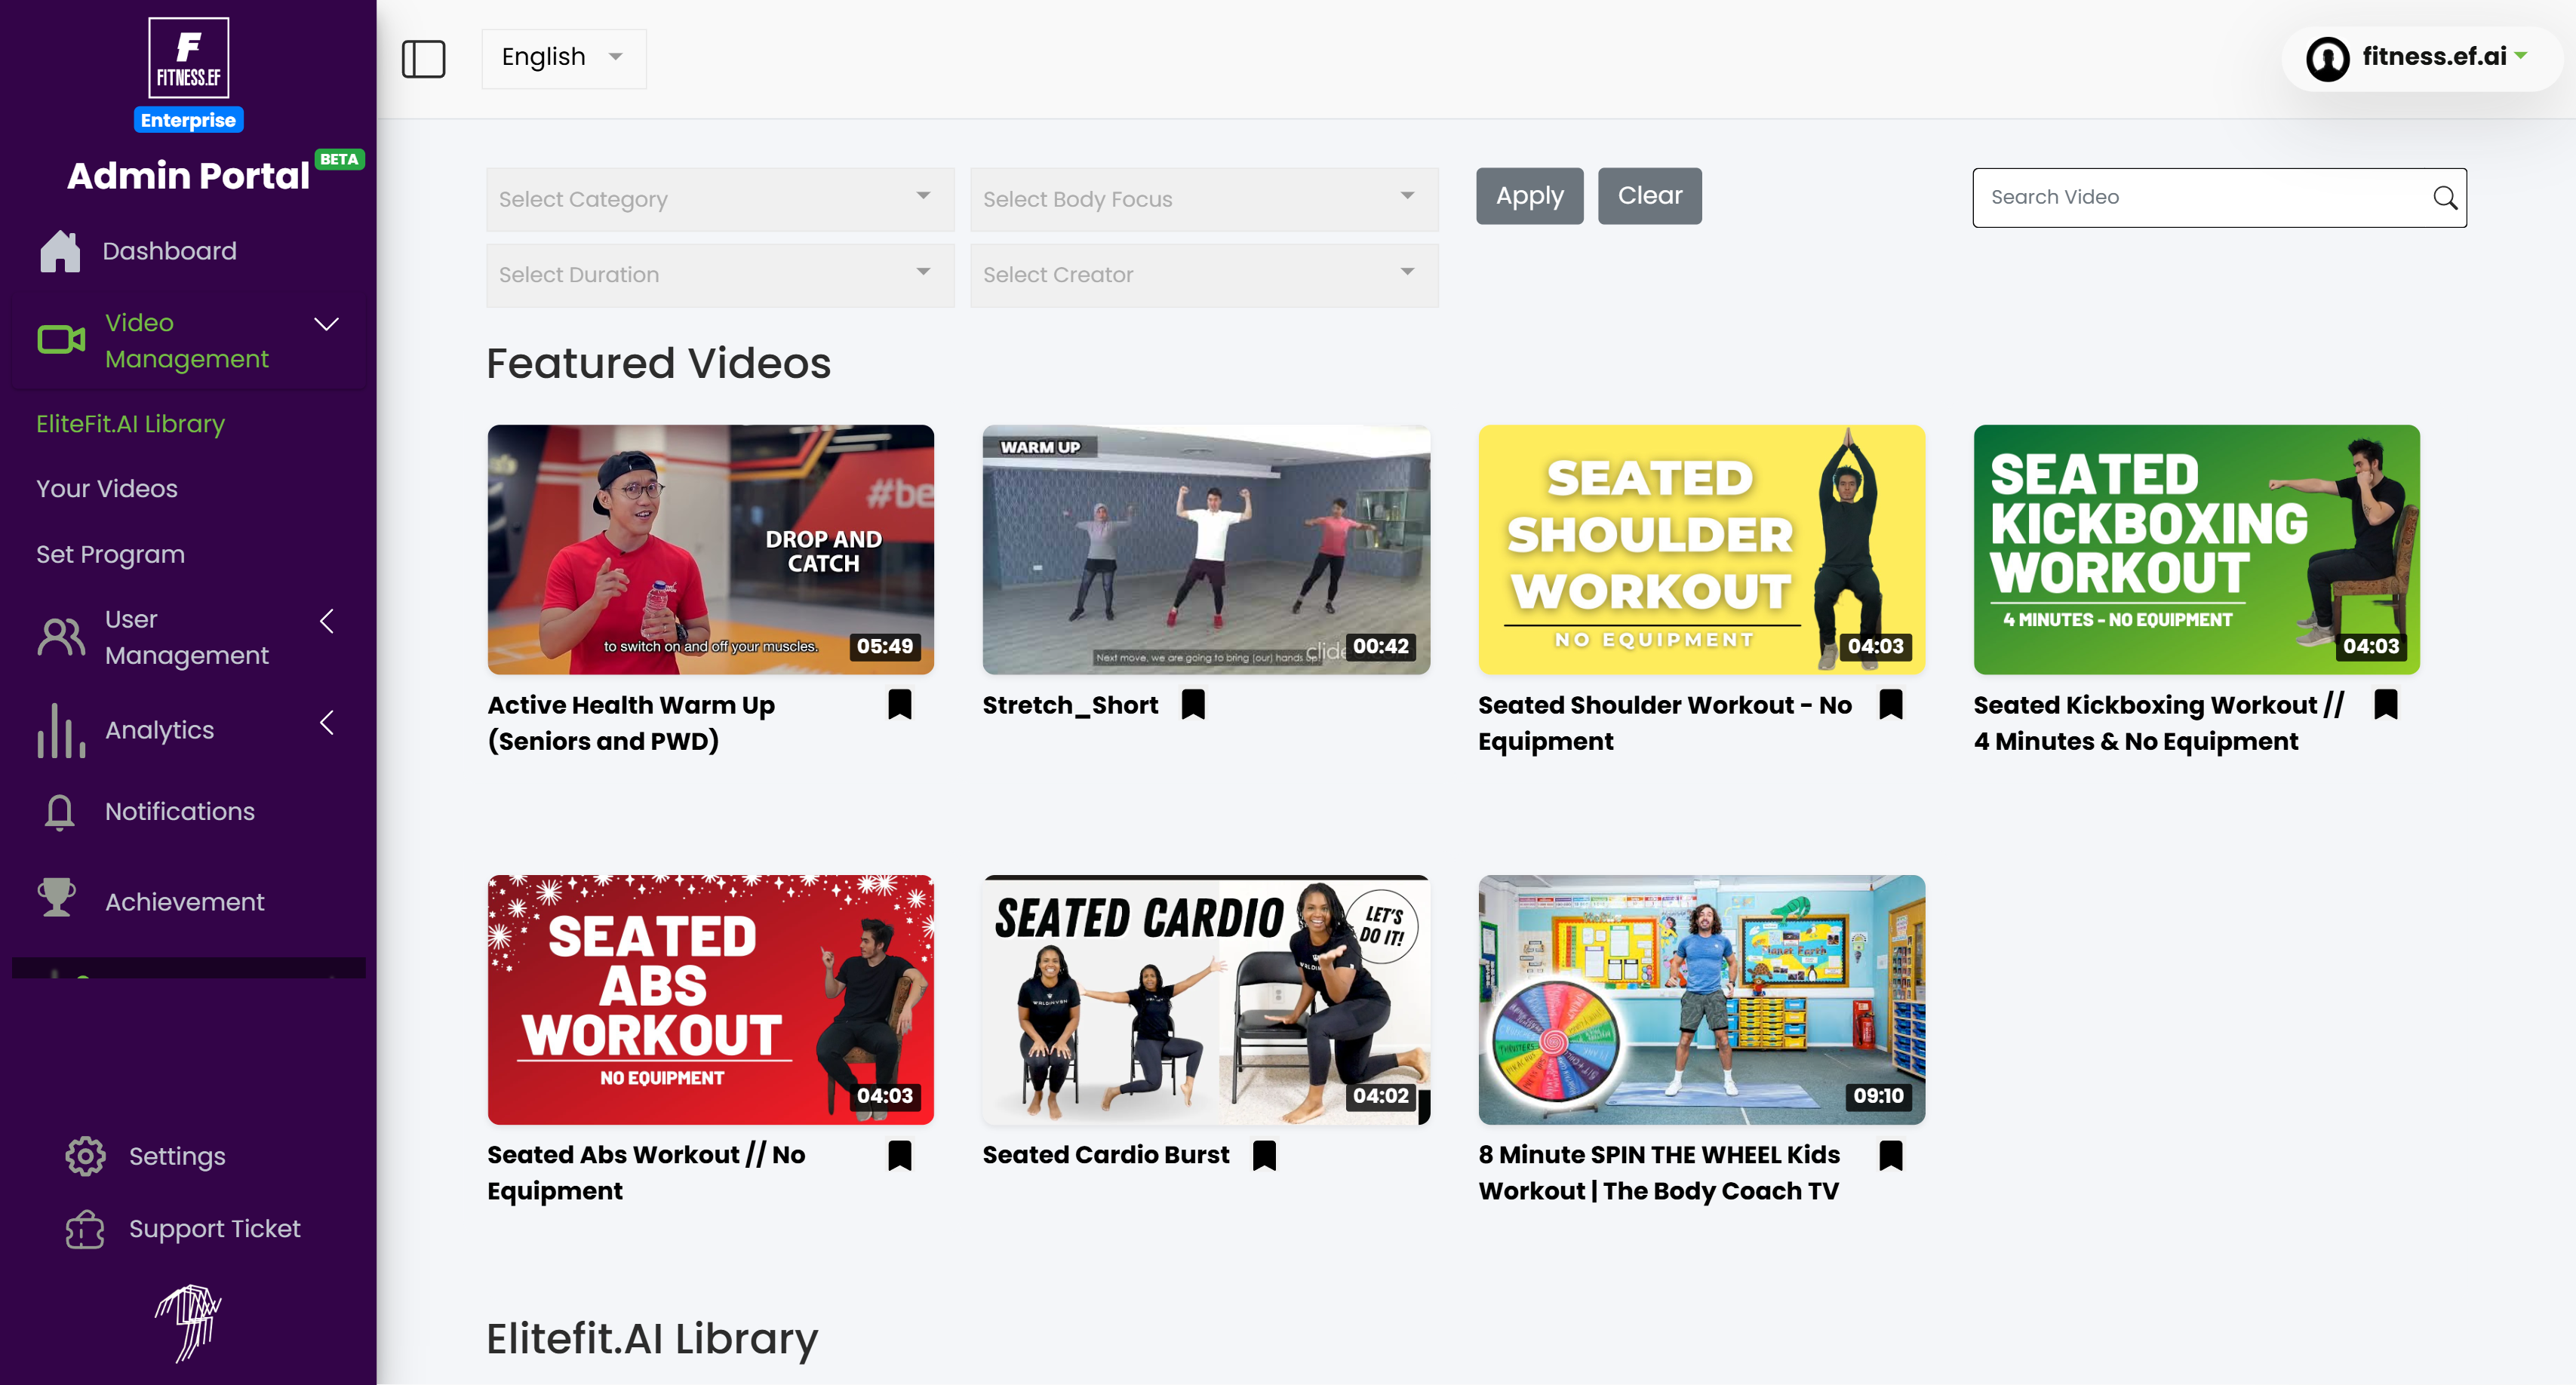 FITNESS.EF
Enterprise
Admin Portal BETA
Dashboard
Video
Management
EliteFit.AI Library
Your Videos
Set Program
User
Management
Analytics
Notifications
Achievement
Settings
Support Ticket
English
fitness.ef.ai
Select Category
Select Body Focus
Apply
Clear
Search Video
Select Duration
Select Creator
Featured Videos
#be
DROP AND
CATCH
to switch on and off your muscles.
05:49
Active Health Warm Up
(Seniors and PWD)
WARM UP
Next move, we are going to bring (our) hands up
clide
00:42
Stretch_Short
SEATED
SHOULDER
WORKOUT
NO EQUIPMENT
04:03
Seated Shoulder Workout - No
Equipment
SEATED
KICKBOXING
WORKOUT
4 MINUTES - NO EQUIPMENT
04:03
Seated Kickboxing Workout //
4 Minutes & No Equipment
SEATED
ABS
WORKOUT
NO EQUIPMENT
04:03
Seated Abs Workout // No
Equipment
SEATED CARDIO
LET'S
DO IT!
04:02
Seated Cardio Burst
Planet Earth
09:10
8 Minute SPIN THE WHEEL Kids
Workout | The Body Coach TV
Elitefit.AI Library